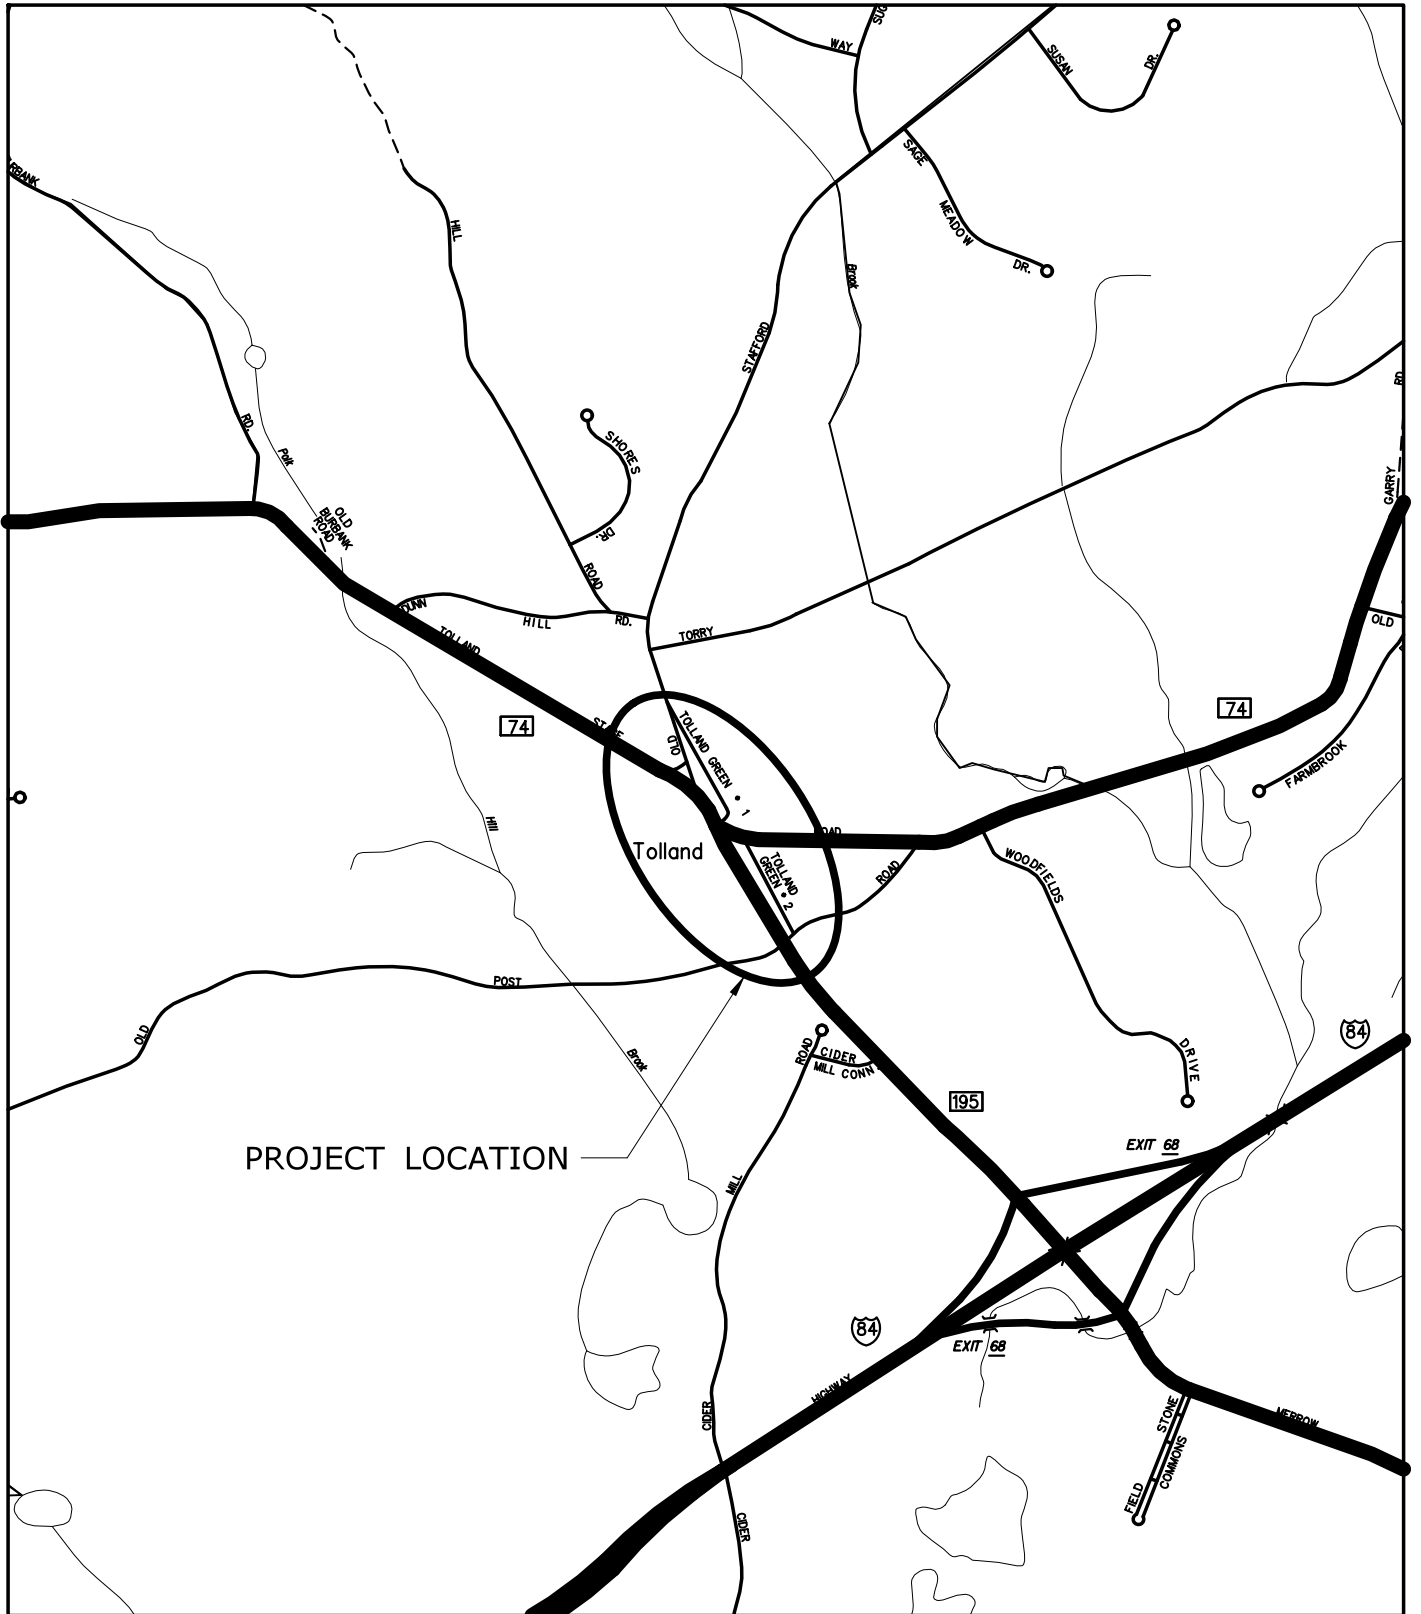 WAY
SUSAN
DR.
SAGE
MEADOW
DR.
HILL
Brook
STAFFORD
RD.
RD.
SHORES
DR.
Polk
GARRY
OLD
BURBANK
ROAD
ROAD
DUNN
HILL
RD.
TORRY
OLD
TOLLAND
74
74
STATE
OLD
TOLLAND GREEN • 1
FARMBROOK
Hill
ROAD
Tolland
TOLLAND
GREEN • 2
ROAD
WOODFIELDS
POST
OLD
Brook
ROAD
CIDER
MILL CONN
DRIVE
84
195
PROJECT LOCATION
EXIT 68
MILL
84
EXIT 68
HIGHWAY
CIDER
STONE
MERROW
COMMONS
FIELD
CIDER